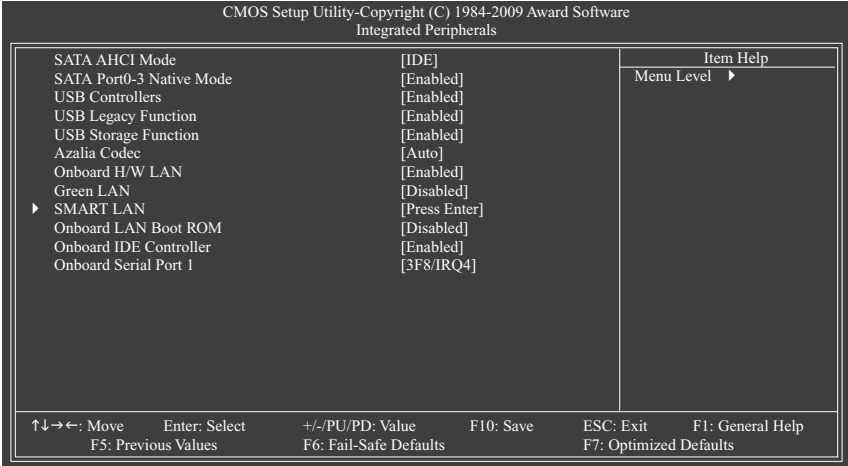 CMOS Setup Utility-Copyright (C) 1984-2009 Award Software
Integrated Peripherals
SATA AHCI Mode [IDE]
SATA Port0-3 Native Mode [Enabled]
USB Controllers [Enabled]
USB Legacy Function [Enabled]
USB Storage Function [Enabled]
Azalia Codec [Auto]
Onboard H/W LAN [Enabled]
Green LAN [Disabled]
SMART LAN [Press Enter]
Onboard LAN Boot ROM [Disabled]
Onboard IDE Controller [Enabled]
Onboard Serial Port 1 [3F8/IRQ4]
Item Help
Menu Level
↑↓→←: Move Enter: Select +/-/PU/PD: Value F10: Save ESC: Exit F1: General Help
F5: Previous Values F6: Fail-Safe Defaults F7: Optimized Defaults